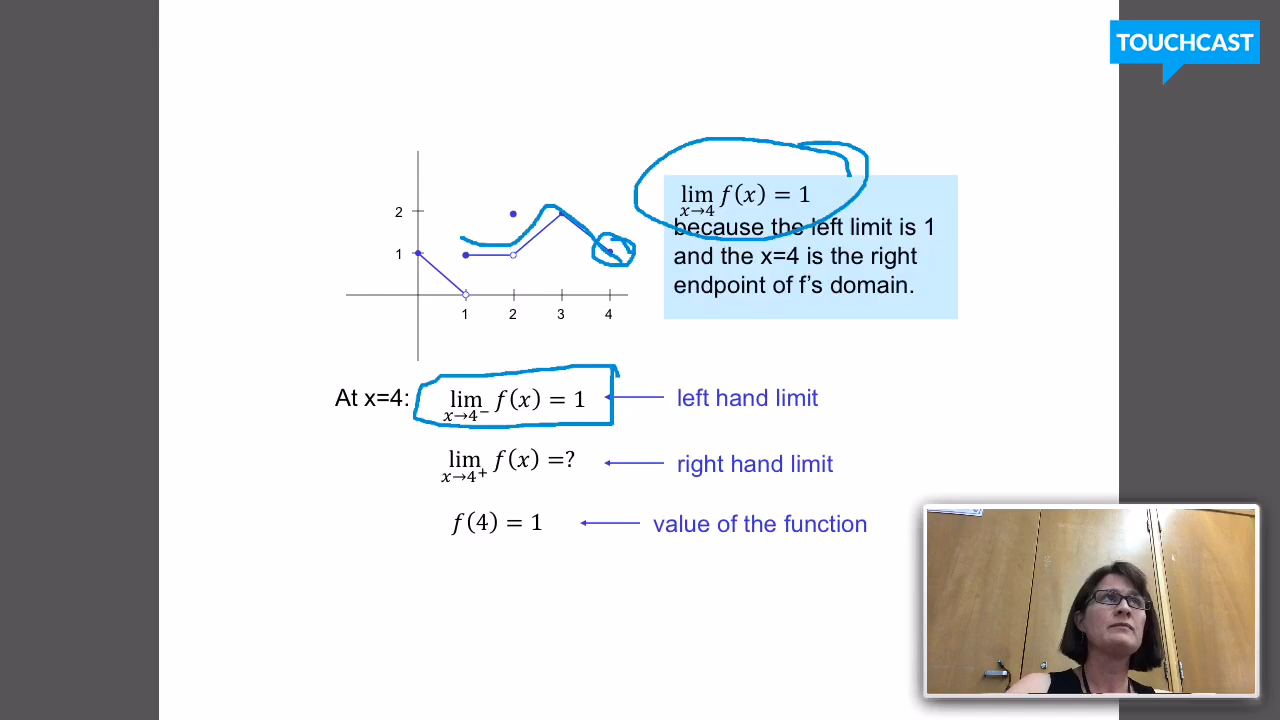 TOUCHCAST
lim f(x) = 1
x→4
because the left limit is 1
and the x=4 is the right
endpoint of f's domain.
2
1
1 2 3 4
At x=4: lim f(x) = 1 left hand limit
x→4⁻
lim f(x) =? right hand limit
x→4⁺
f(4) = 1 value of the function